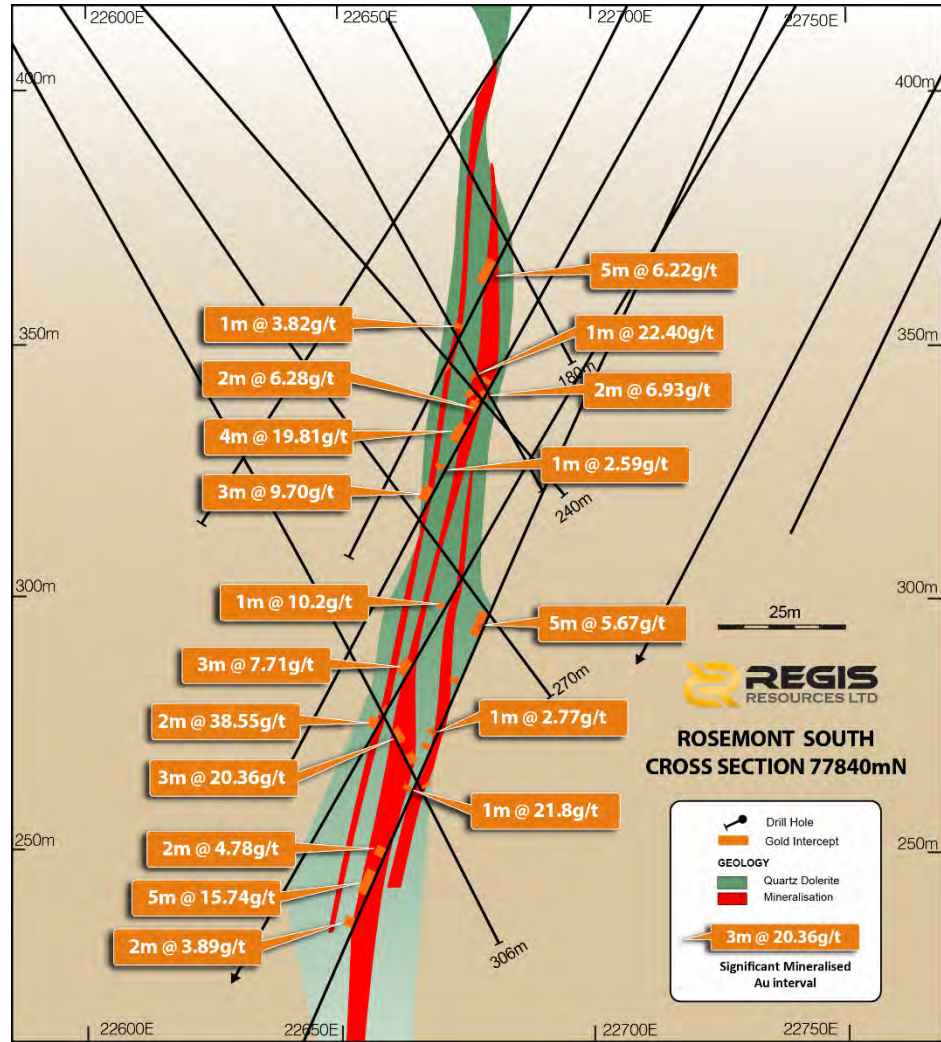 22600E
22650E
22700E
22750E
400m
400m
5m @ 6.22g/t
1m @ 3.82g/t
1m @ 22.40g/t
350m
350m
180m
2m @ 6.28g/t
2m @ 6.93g/t
4m @ 19.81g/t
1m @ 2.59g/t
3m @ 9.70g/t
240m
300m
300m
1m @ 10.2g/t
5m @ 5.67g/t
25m
3m @ 7.71g/t
270m
REGIS
RESOURCES LTD
2m @ 38.55g/t
1m @ 2.77g/t
ROSEMONT SOUTH
CROSS SECTION 77840mN
3m @ 20.36g/t
1m @ 21.8g/t
2m @ 4.78g/t
250m
250m
5m @ 15.74g/t
2m @ 3.89g/t
306m
Drill Hole
Gold Intercept
GEOLOGY
Quartz Dolerite
Mineralisation
3m @ 20.36g/t
Significant Mineralised
Au interval
22600E
22650E
22700E
22750E